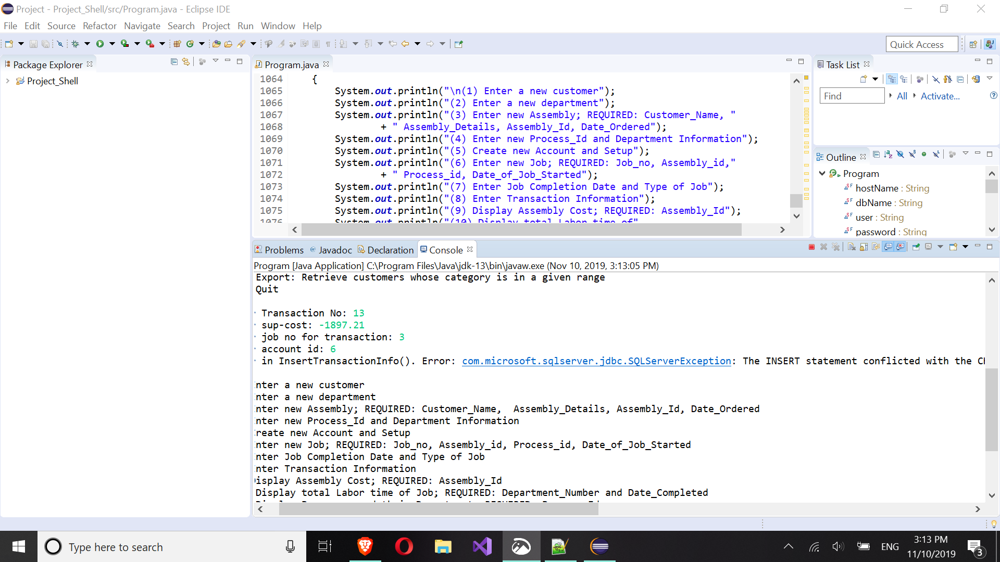 Project - Project_Shell/src/Program.java - Eclipse IDE
File Edit Source Refactor Navigate Search Project Run Window Help
Quick Access
Package Explorer
Project_Shell
Program.java
1064 {
1065 System.out.println("\n(1) Enter a new customer");
1066 System.out.println("(2) Enter a new department");
1067 System.out.println("(3) Enter new Assembly; REQUIRED: Customer_Name, "
1068 + " Assembly_Details, Assembly_Id, Date_Ordered");
1069 System.out.println("(4) Enter new Process_Id and Department Information");
1070 System.out.println("(5) Create new Account and Setup");
1071 System.out.println("(6) Enter new Job; REQUIRED: Job_no, Assembly_id,"
1072 + " Process_id, Date_of_Job_Started");
1073 System.out.println("(7) Enter Job Completion Date and Type of Job");
1074 System.out.println("(8) Enter Transaction Information");
1075 System.out.println("(9) Display Assembly Cost; REQUIRED: Assembly_Id");
1076 System.out.println("(10) Display total Labor time of"
Task List
Find All Activate...
Outline
Program
hostName : String
dbName : String
user : String
password : String
Problems Javadoc Declaration Console
Program [Java Application] C:\Program Files\Java\jdk-13\bin\javaw.exe (Nov 10, 2019, 3:13:05 PM)
Export: Retrieve customers whose category is in a given range
Quit
Transaction No: 13
sup-cost: -1897.21
job no for transaction: 3
account id: 6
in InsertTransactionInfo(). Error: com.microsoft.sqlserver.jdbc.SQLServerException: The INSERT statement conflicted with the
nter a new customer
nter a new department
nter new Assembly; REQUIRED: Customer_Name,  Assembly_Details, Assembly_Id, Date_Ordered
nter new Process_Id and Department Information
reate new Account and Setup
nter new Job; REQUIRED: Job_no, Assembly_id, Process_id, Date_of_Job_Started
nter Job Completion Date and Type of Job
nter Transaction Information
isplay Assembly Cost; REQUIRED: Assembly_Id
Display total Labor time of Job; REQUIRED: Department_Number and Date_Completed
Type here to search
ENG
3:13 PM
11/10/2019
3